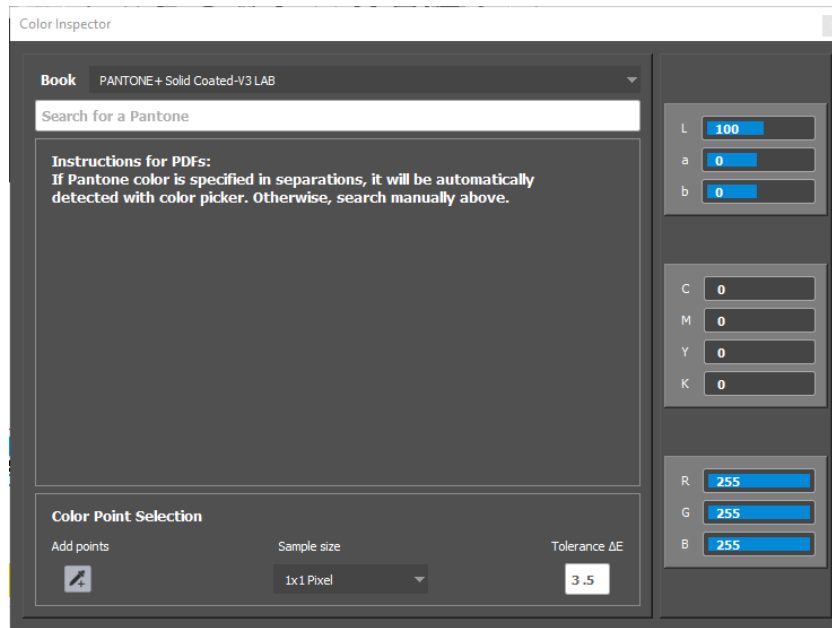 Color Inspector
Book PANTONE+ Solid Coated-V3 LAB
Search for a Pantone
Instructions for PDFs:
If Pantone color is specified in separations, it will be automatically
detected with color picker. Otherwise, search manually above.
Color Point Selection
Add points Sample size Tolerance ΔE
1x1 Pixel 3.5
L 100
a 0
b 0
C 0
M 0
Y 0
K 0
R 255
G 255
B 255